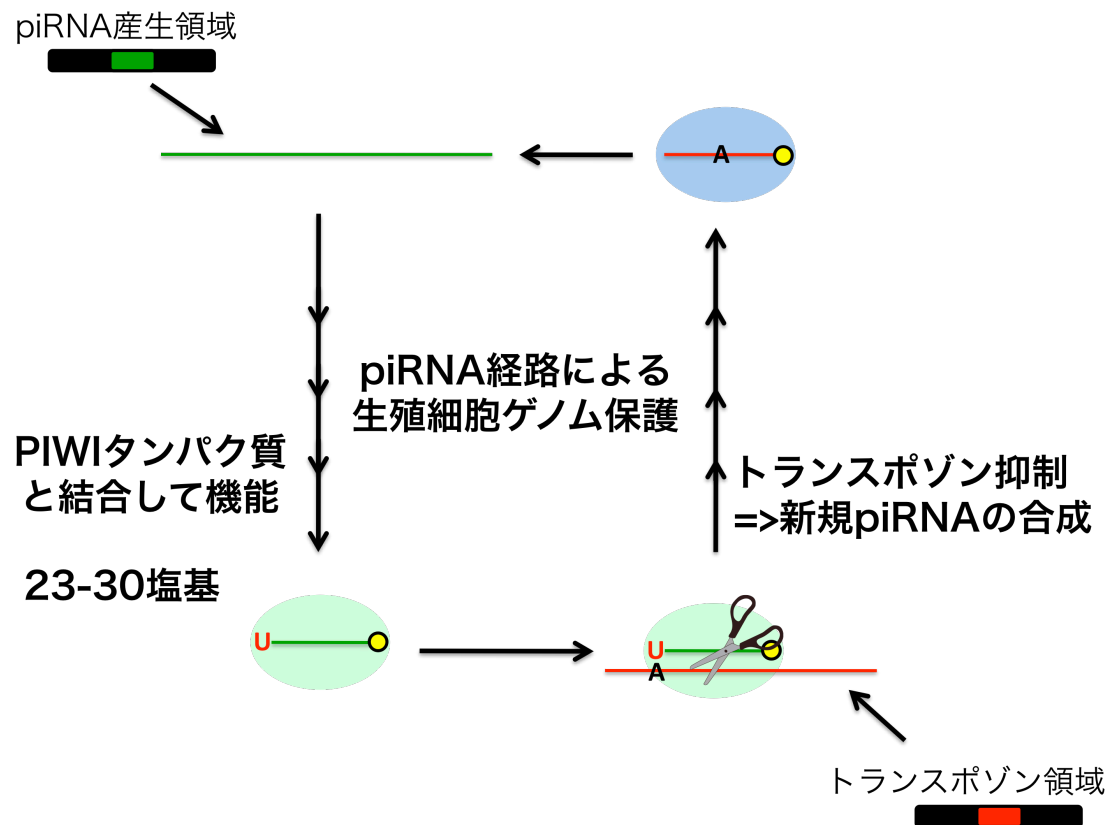 piRNA産生領域
A
piRNA経路による
生殖細胞ゲノム保護
PIWIタンパク質
と結合して機能
トランスポゾン抑制
=>新規piRNAの合成
23-30塩基
U
U
A
トランスポゾン領域